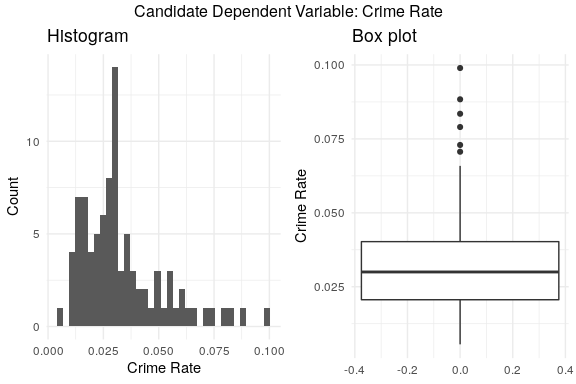 Candidate Dependent Variable: Crime Rate
Histogram
Box plot
Count
10
5
0
0.000 0.025 0.050 0.075 0.100
Crime Rate
Crime Rate
0.100
0.075
0.050
0.025
-0.4 -0.2 0.0 0.2 0.4